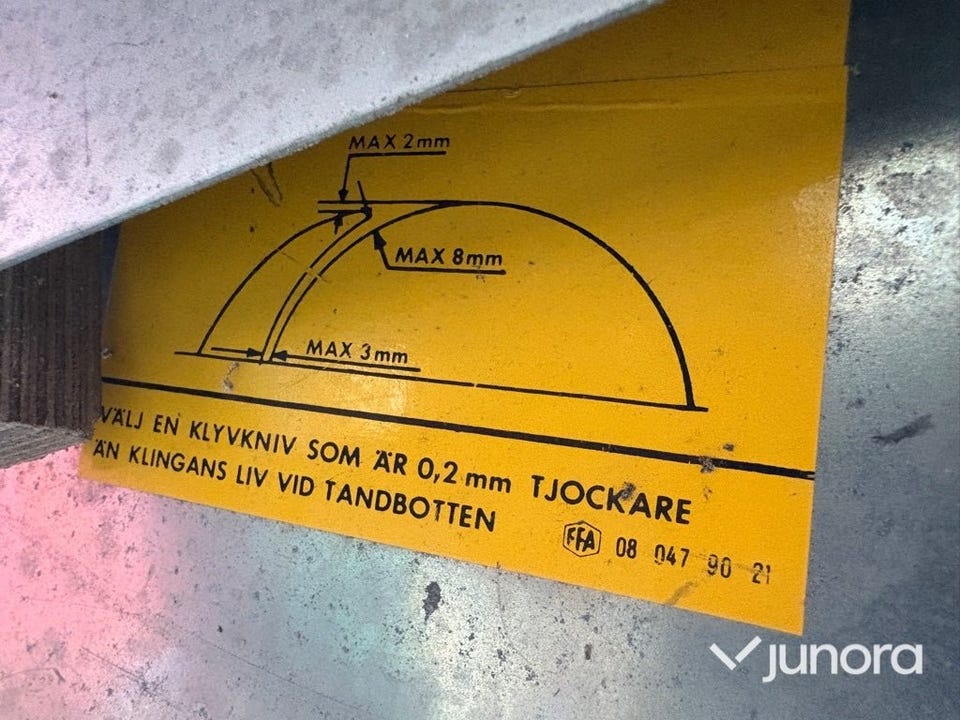 MAX 2mm
MAX 8mm
MAX 3mm
VÄLJ EN KLYVKNIV SOM ÄR 0,2 mm TJOCKARE
ÄN KLINGANS LIV VID TANDBOTTEN
FFA 08 047 90 21
junora